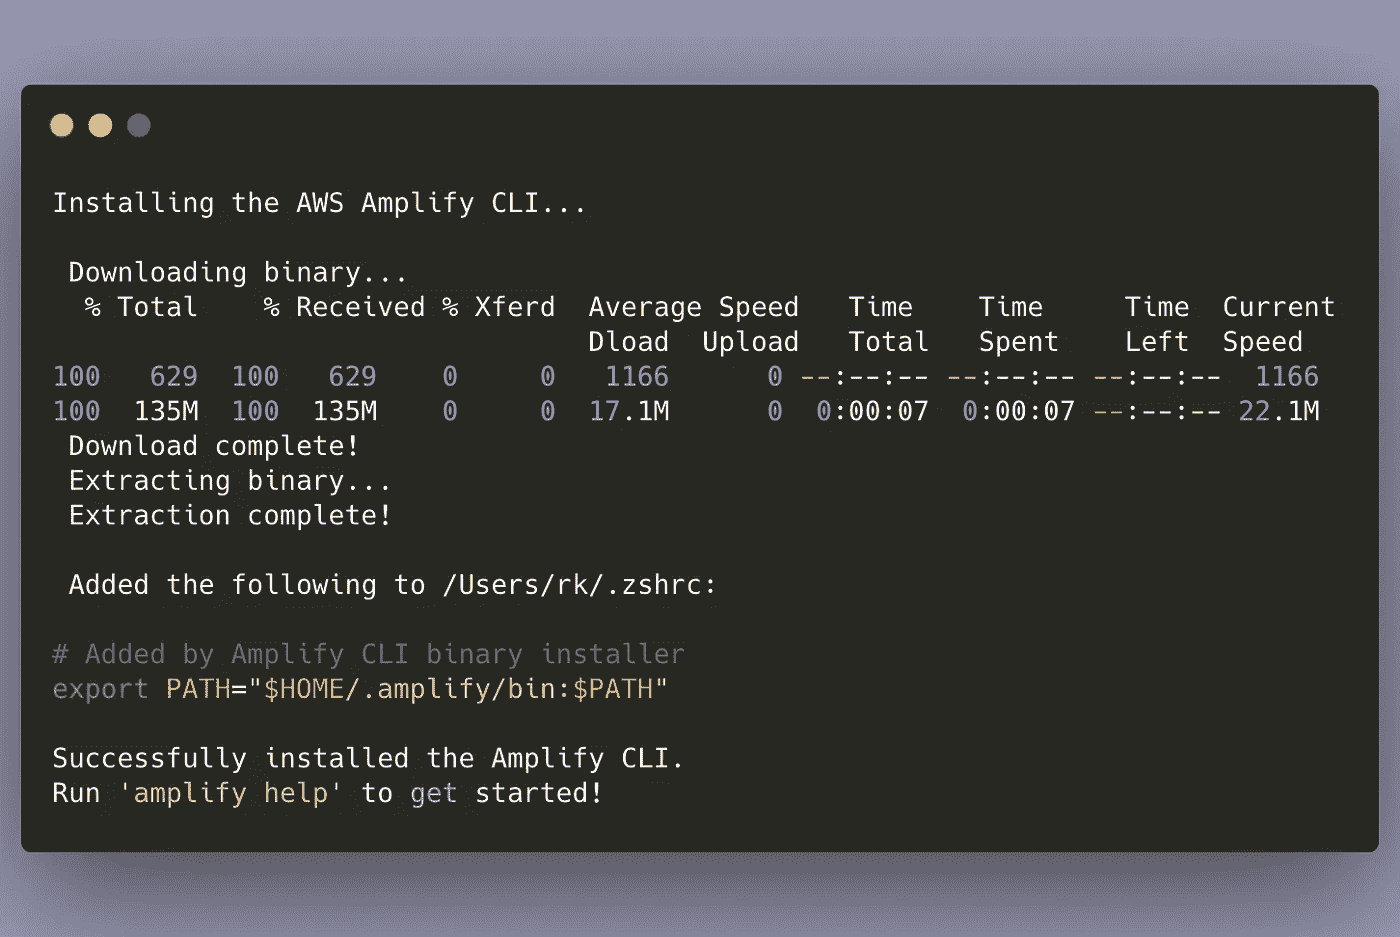 Installing the AWS Amplify CLI...
Downloading binary...
% Total    % Received % Xferd  Average Speed   Time    Time     Time  Current
Dload  Upload   Total   Spent    Left  Speed
100   629  100   629    0     0   1166      0 --:--:-- --:--:-- --:--:--  1166
100  135M  100  135M    0     0  17.1M      0  0:00:07  0:00:07 --:--:-- 22.1M
Download complete!
Extracting binary...
Extraction complete!
Added the following to /Users/rk/.zshrc:
# Added by Amplify CLI binary installer
export PATH="$HOME/.amplify/bin:$PATH"
Successfully installed the Amplify CLI.
Run 'amplify help' to get started!